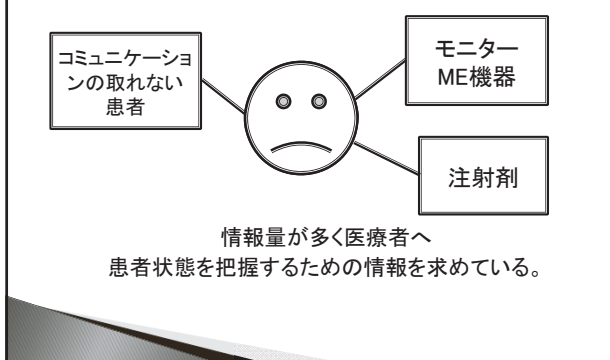 コミュニケーショ
ンの取れない
患者
モニター
ME機器
注射剤
情報量が多く医療者へ
患者状態を把握するための情報を求めている。